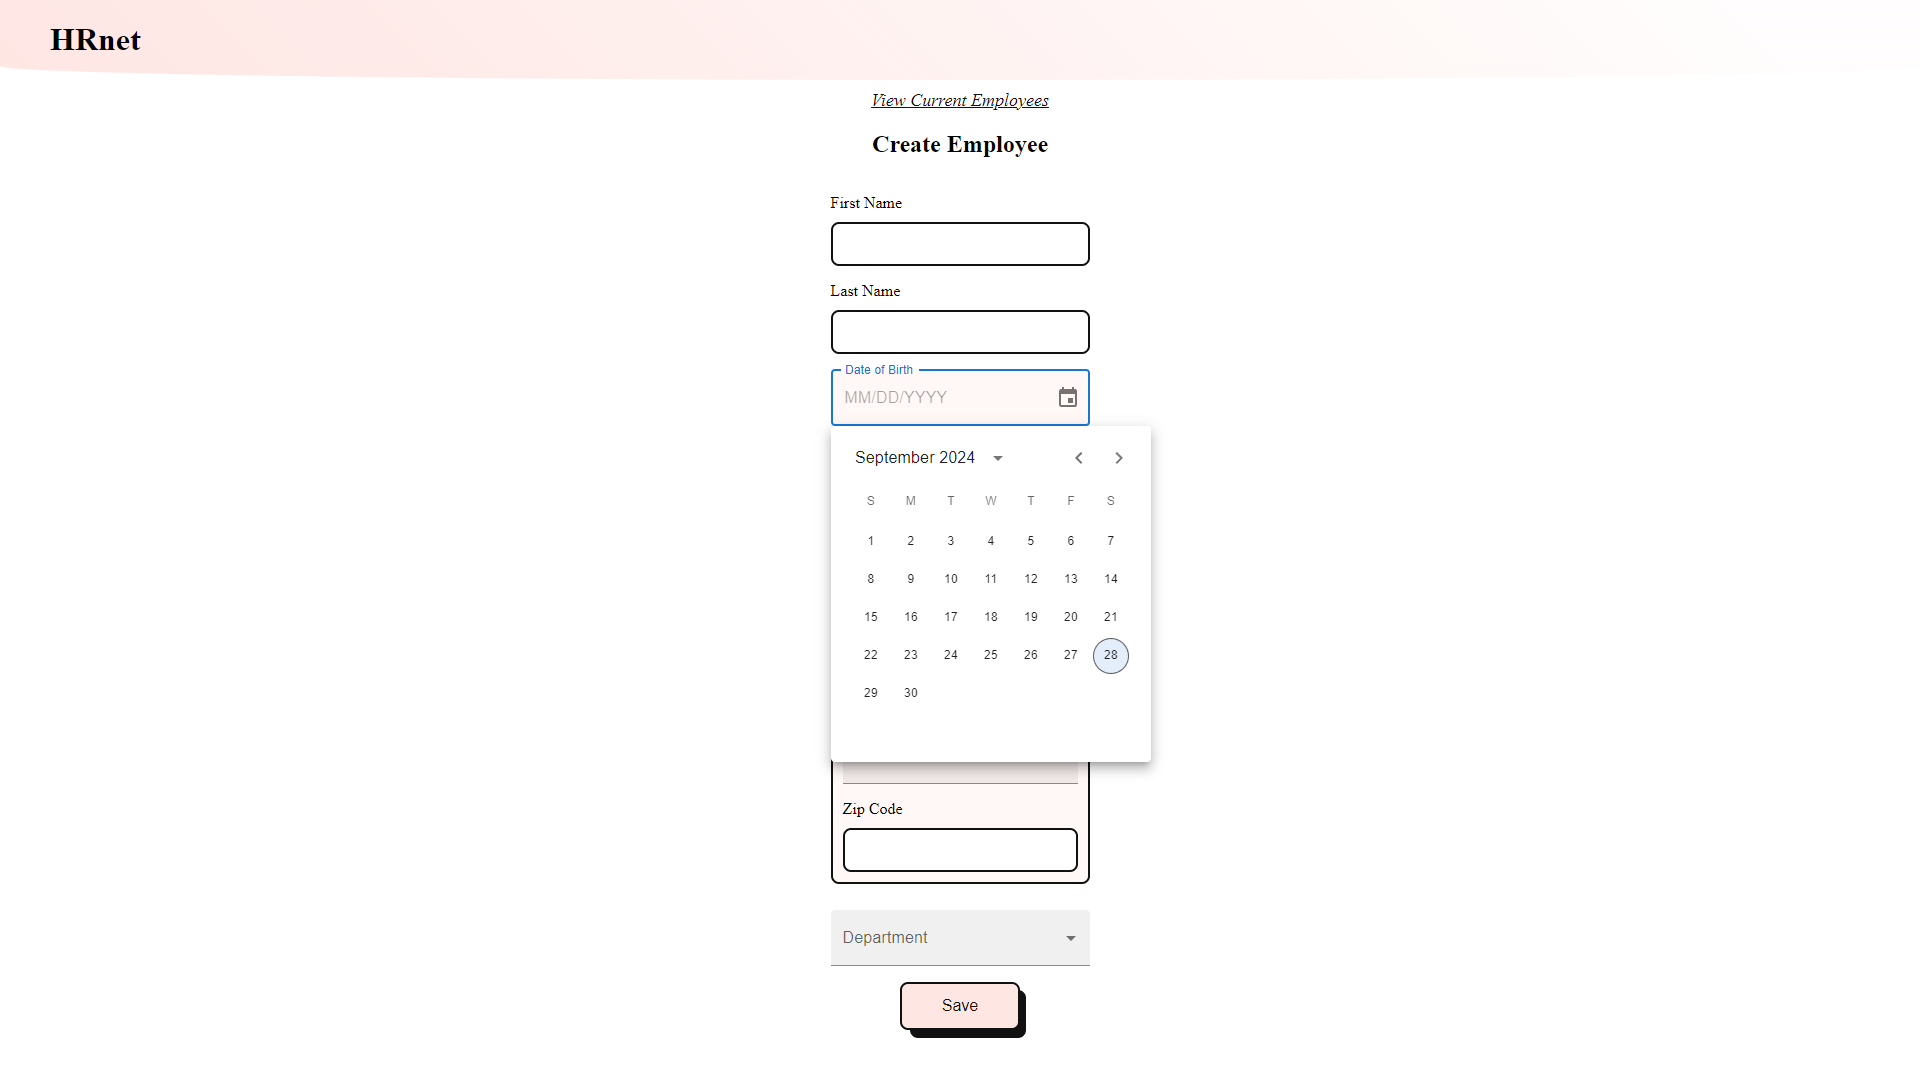 HRnet
View Current Employees
Create Employee
First Name
Last Name
Date of Birth
MM/DD/YYYY
September 2024
S M T W T F S
1 2 3 4 5 6 7
8 9 10 11 12 13 14
15 16 17 18 19 20 21
22 23 24 25 26 27 28
29 30
Zip Code
Department
Save